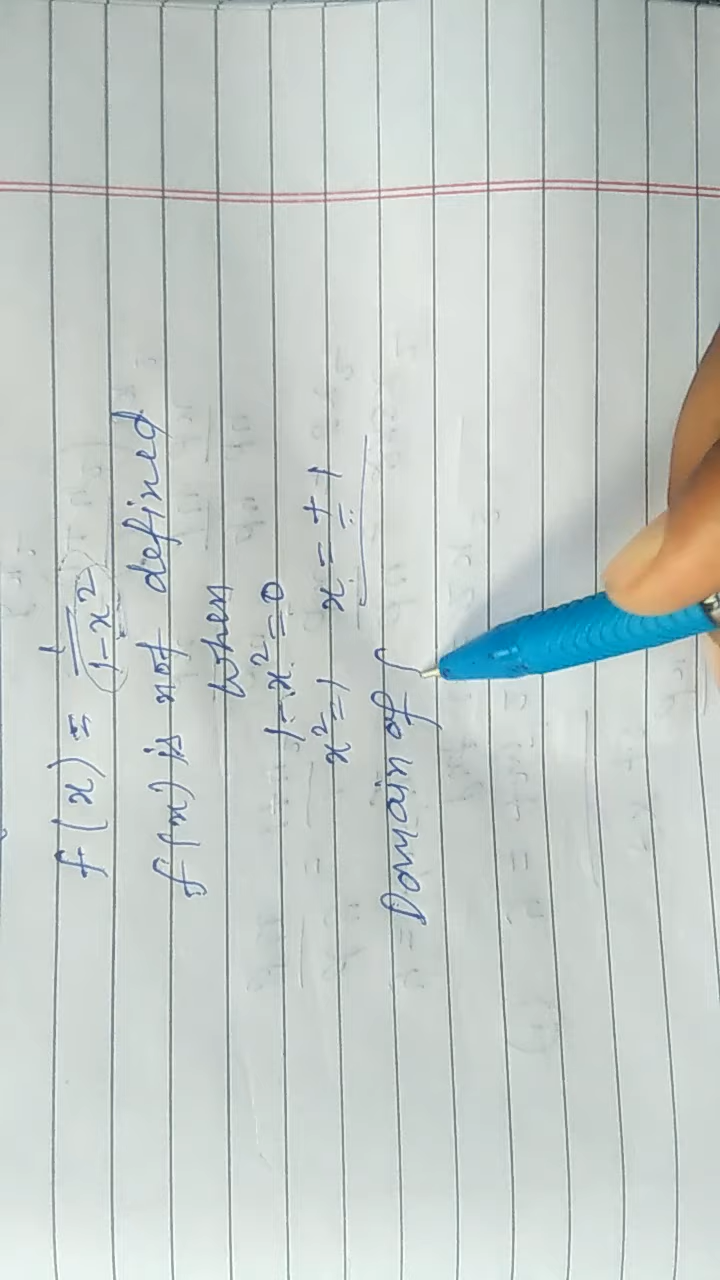 f(x) = 1/(1-x²)
f(x) is not defined
when
1-x²=0
x²=1 x=±1
Domain of f